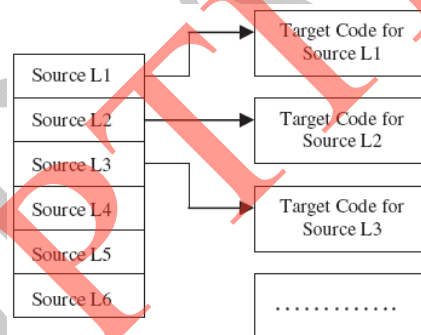 Source L1
Source L2
Source L3
Source L4
Source L5
Source L6
Target Code for
Source L1
Target Code for
Source L2
Target Code for
Source L3
.............